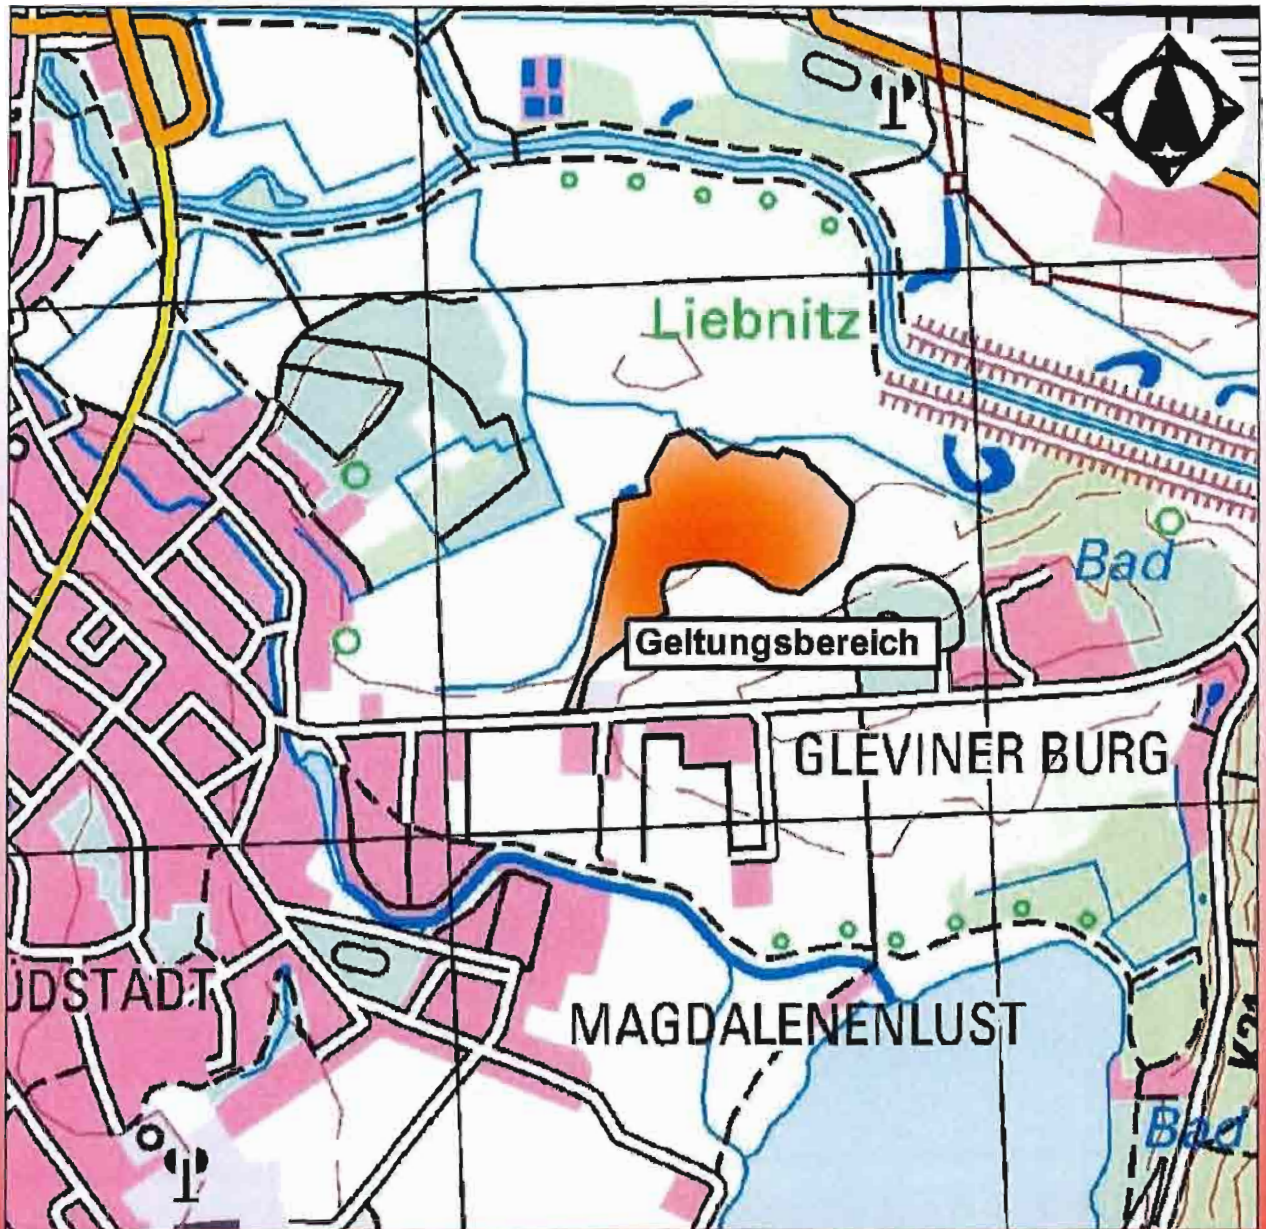 Liebnitz
Bad
Geltungsbereich
GLEVINER BURG
ÜDSTADT
MAGDALENENLUST
Bad